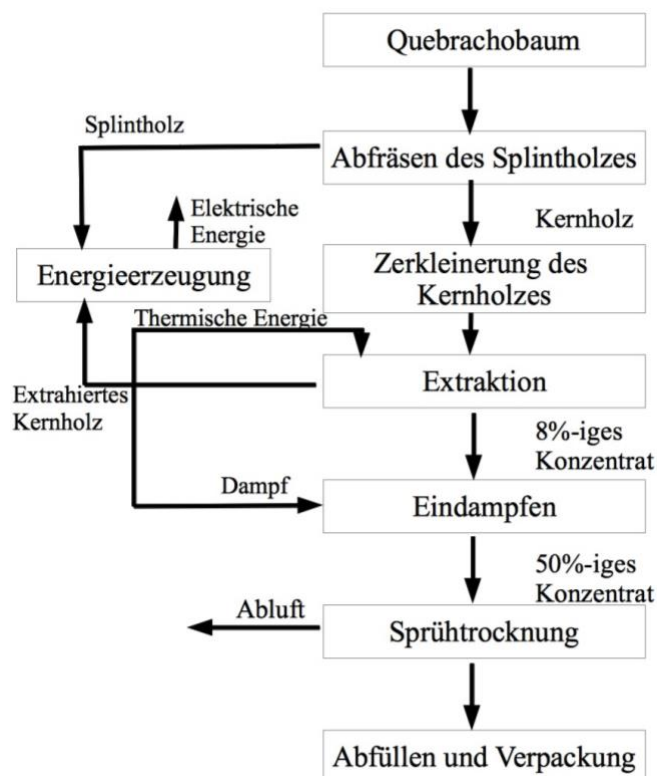 Quebrachobaum
Splintholz
Abfräsen des Splintholzes
Elektrische
Energie
Kernholz
Energieerzeugung
Zerkleinerung des
Kernholzes
Thermische Energie
Extraktion
Extrahiertes
Kernholz
8%-iges
Konzentrat
Dampf
Eindampfen
50%-iges
Konzentrat
Abluft
Sprühtrocknung
Abfüllen und Verpackung